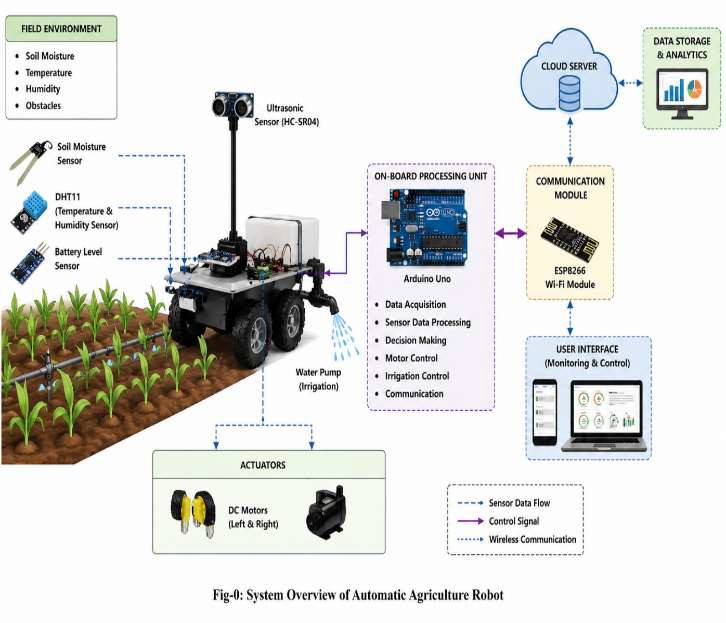 FIELD ENVIRONMENT
• Soil Moisture
• Temperature
• Humidity
• Obstacles
Soil Moisture
Sensor
DHT11
(Temperature &
Humidity Sensor)
Battery Level
Sensor
Ultrasonic
Sensor (HC-SR04)
Water Pump
(Irrigation)
ON-BOARD PROCESSING UNIT
Arduino Uno
• Data Acquisition
• Sensor Data Processing
• Decision Making
• Motor Control
• Irrigation Control
• Communication
CLOUD SERVER
DATA STORAGE
& ANALYTICS
COMMUNICATION
MODULE
ESP8266
Wi-Fi Module
USER INTERFACE
(Monitoring & Control)
ACTUATORS
DC Motors
(Left & Right)
Sensor Data Flow
Control Signal
Wireless Communication
Fig-0: System Overview of Automatic Agriculture Robot